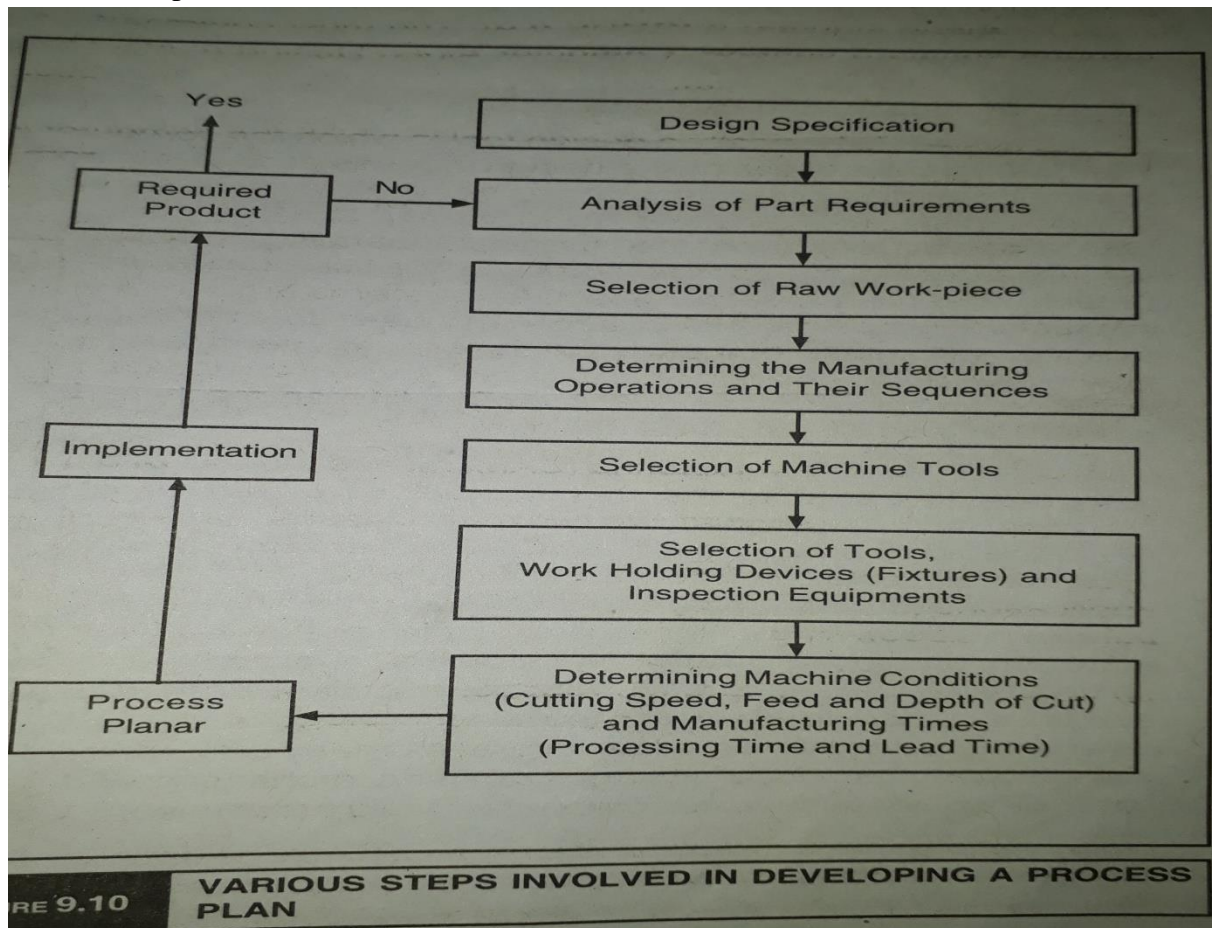 Yes
Required
Product
No
Design Specification
Analysis of Part Requirements
Selection of Raw Work-piece
Determining the Manufacturing
Operations and Their Sequences
Selection of Machine Tools
Selection of Tools,
Work Holding Devices (Fixtures) and
Inspection Equipments
Determining Machine Conditions
(Cutting Speed, Feed and Depth of Cut)
and Manufacturing Times
(Processing Time and Lead Time)
Process
Planar
Implementation
RE 9.10
VARIOUS STEPS INVOLVED IN DEVELOPING A PROCESS
PLAN